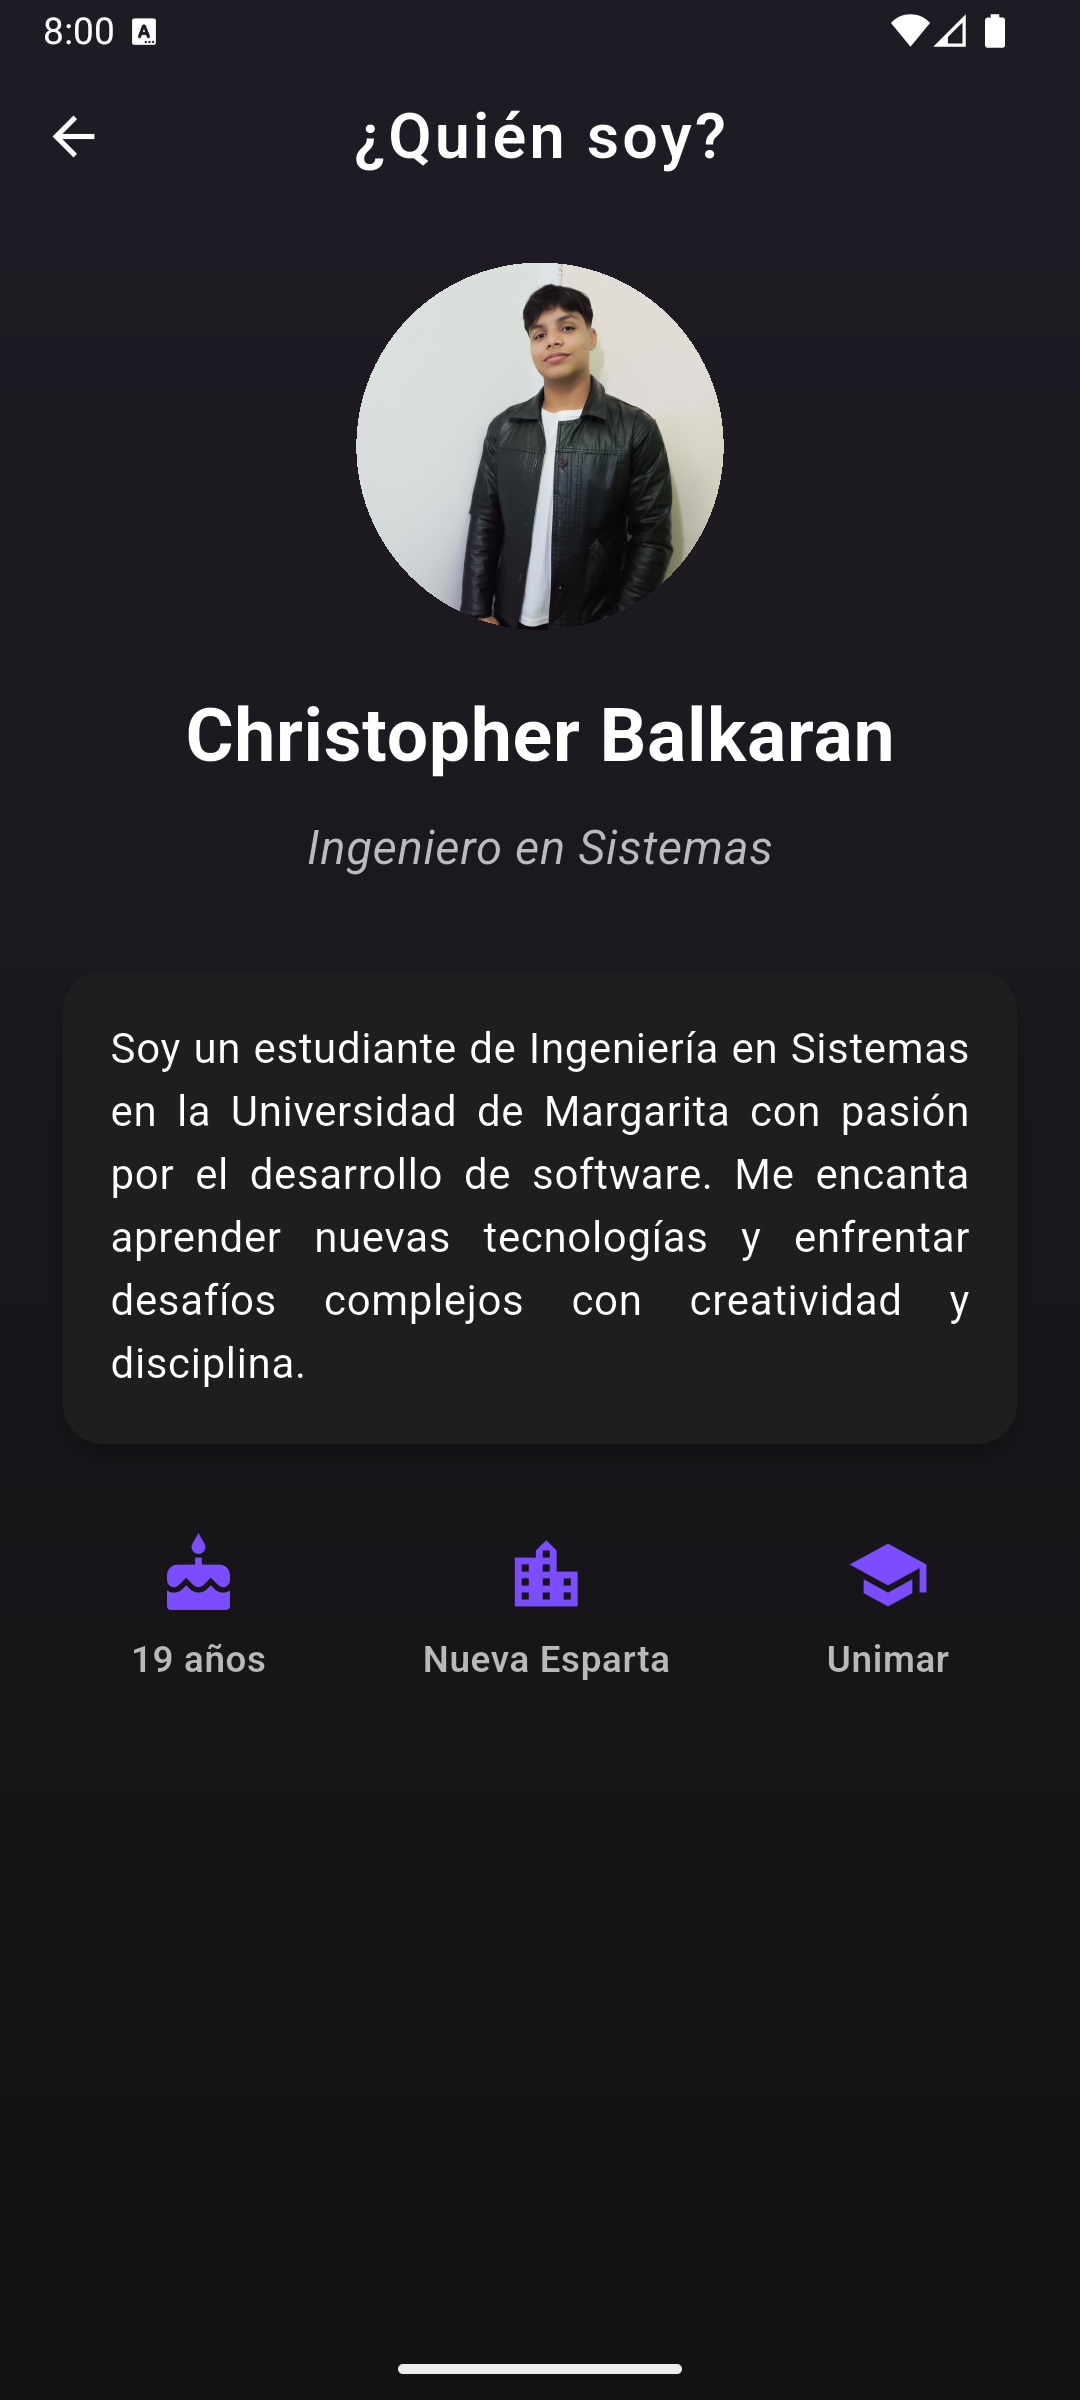 8:00
¿Quién soy?
Christopher Balkaran
Ingeniero en Sistemas
Soy un estudiante de Ingeniería en Sistemas
en la Universidad de Margarita con pasión
por el desarrollo de software. Me encanta
aprender nuevas tecnologías y enfrentar
desafíos complejos con creatividad y
disciplina.
19 años
Nueva Esparta
Unimar